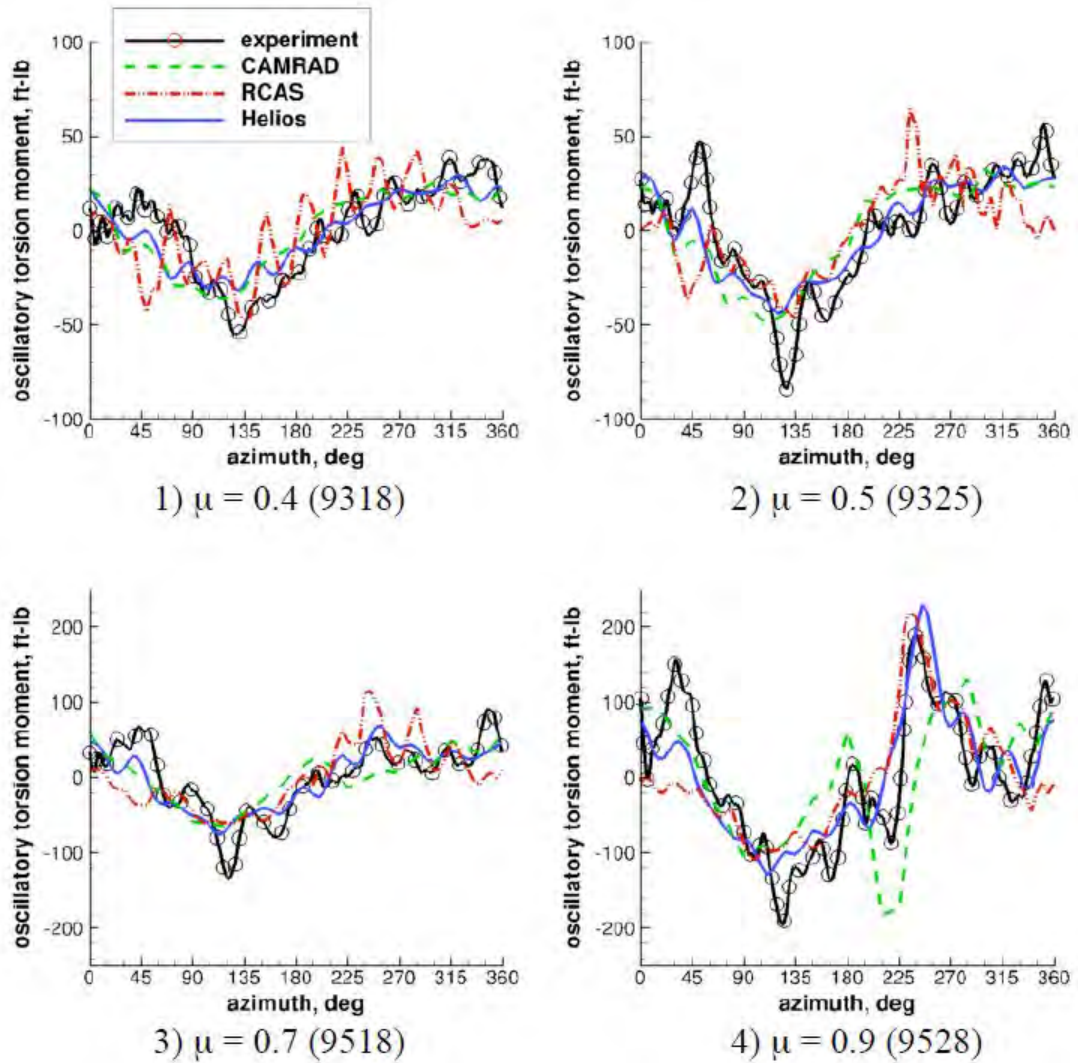 experiment
CAMRAD
RCAS
Helios
oscillatory torsion moment, ft-lb
100
50
0
-50
-100
0 45 90 135 180 225 270 315 360
azimuth, deg
1) μ = 0.4 (9318)
oscillatory torsion moment, ft-lb
100
50
0
-50
-100
0 45 90 135 180 225 270 315 360
azimuth, deg
2) μ = 0.5 (9325)
oscillatory torsion moment, ft-lb
200
100
0
-100
-200
0 45 90 135 180 225 270 315 360
azimuth, deg
3) μ = 0.7 (9518)
oscillatory torsion moment, ft-lb
200
100
0
-100
-200
0 45 90 135 180 225 270 315 360
azimuth, deg
4) μ = 0.9 (9528)